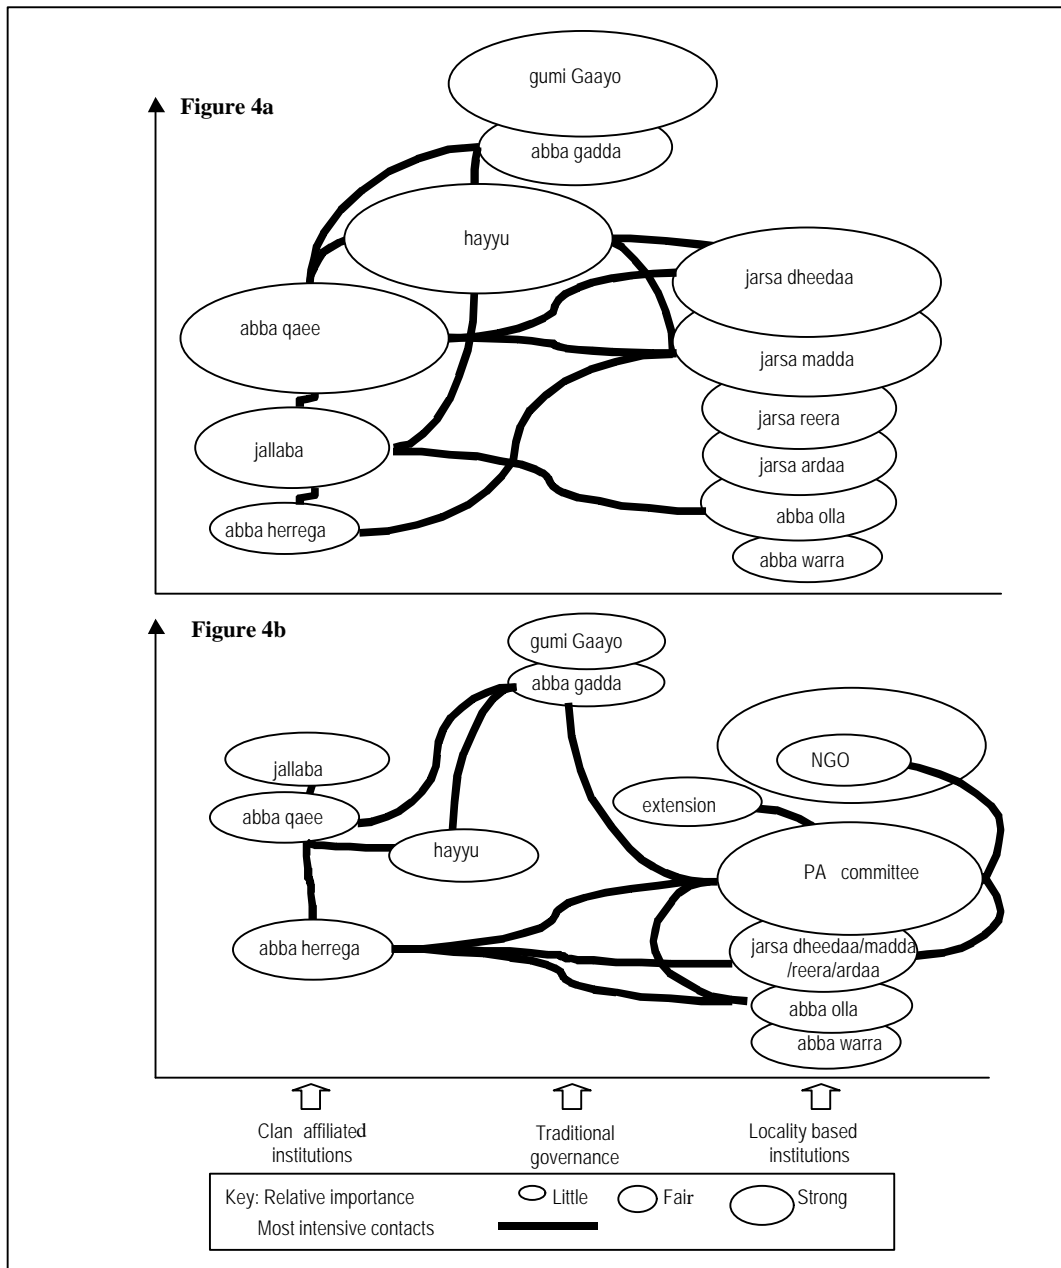 Figure 4a
gumi Gaayo
abba gadda
hayyu
jarsa dheedaa
abba qaee
jarsa madda
jarsa reera
jallaba
jarsa ardaa
abba olla
abba herrega
abba warra
Figure 4b
gumi Gaayo
abba gadda
jallaba
NGO
abba qaee
extension
hayyu
PA committee
abba herrega
jarsa dheedaa/madda
/reera/ardaa
abba olla
abba warra
Clan affiliated
institutions
Traditional
governance
Locality based
institutions
Key: Relative importance
Little
Fair
Strong
Most intensive contacts